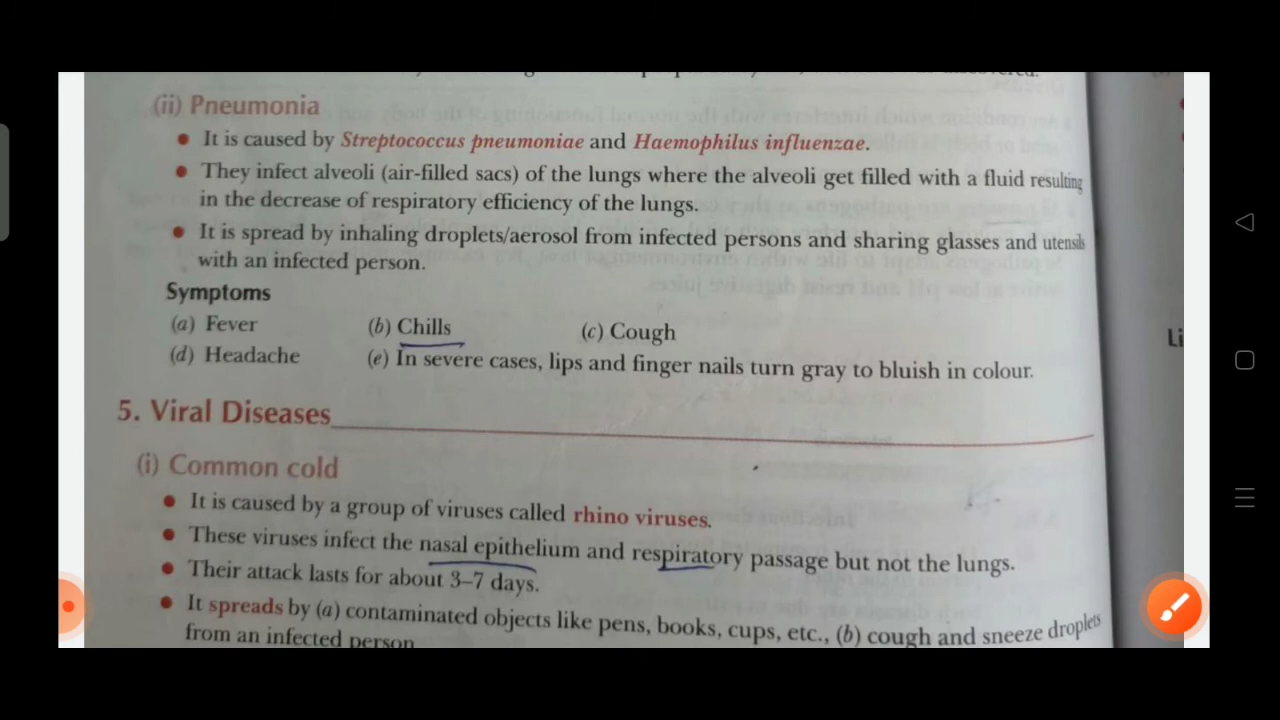 (ii) Pneumonia
• It is caused by Streptococcus pneumoniae and Haemophilus influenzae.
• They infect alveoli (air-filled sacs) of the lungs where the alveoli get filled with a fluid resulting
in the decrease of respiratory efficiency of the lungs.
• It is spread by inhaling droplets/aerosol from infected persons and sharing glasses and utensils
with an infected person.
Symptoms
(a) Fever (b) Chills (c) Cough
(d) Headache (e) In severe cases, lips and finger nails turn gray to bluish in colour.
5. Viral Diseases
(i) Common cold
• It is caused by a group of viruses called rhino viruses.
• These viruses infect the nasal epithelium and respiratory passage but not the lungs.
• Their attack lasts for about 3–7 days.
• It spreads by (a) contaminated objects like pens, books, cups, etc., (b) cough and sneeze droplets
from an infected person
Li